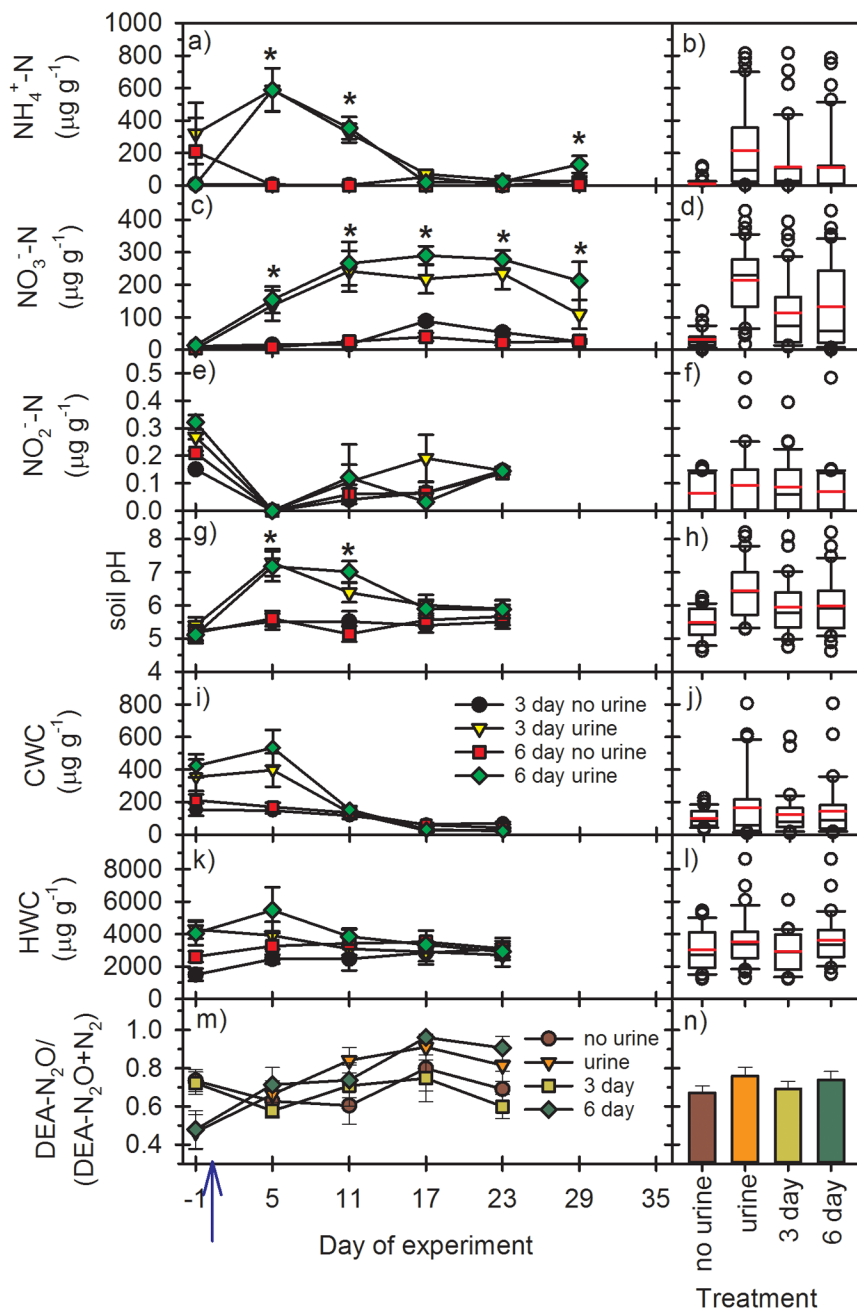 a)
b)
NH₄⁺-N
(µg g⁻¹)
1000
800
600
400
200
0
*
*
*
c)
d)
NO₃⁻-N
(µg g⁻¹)
400
300
200
100
0
*
*
*
*
*
e)
f)
NO₂⁻-N
(µg g⁻¹)
0.5
0.4
0.3
0.2
0.1
0.0
g)
h)
soil pH
8
7
6
5
4
*
*
i)
j)
CWC
(µg g⁻¹)
800
600
400
200
0
3 day no urine
3 day urine
6 day no urine
6 day urine
k)
l)
HWC
(µg g⁻¹)
8000
6000
4000
2000
0
m)
n)
DEA-N₂O/
(DEA-N₂O+N₂)
1.0
0.8
0.6
0.4
no urine
urine
3 day
6 day
-1 5 11 17 23 29 35
Day of experiment
no urine
urine
3 day
6 day
Treatment